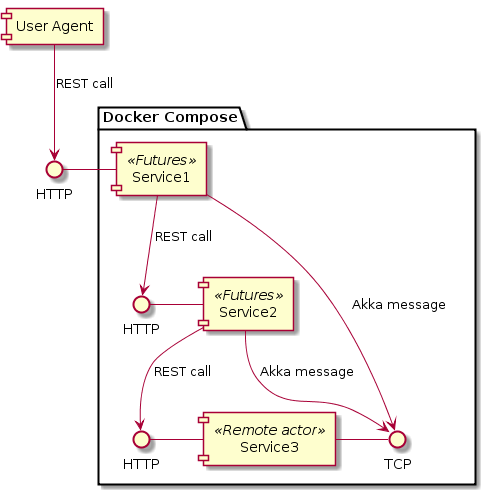 User Agent
REST call
Docker Compose
«Futures»
Service1
HTTP
REST call
Akka message
«Futures»
Service2
HTTP
REST call
Akka message
«Remote actor»
Service3
HTTP
TCP